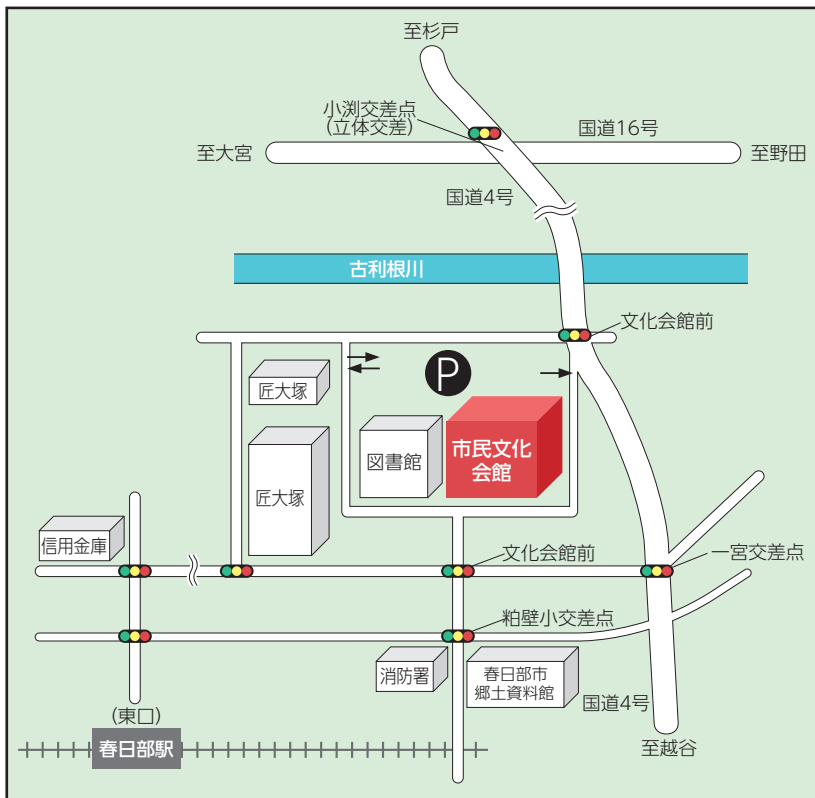 至杉戸
小渕交差点
(立体交差)
国道16号
至大宮
至野田
国道4号
古利根川
文化会館前
P
匠大塚
図書館
市民文化
会館
匠大塚
信用金庫
文化会館前
一宮交差点
粕壁小交差点
消防署
春日部市
郷土資料館
国道4号
(東口)
春日部駅
至越谷